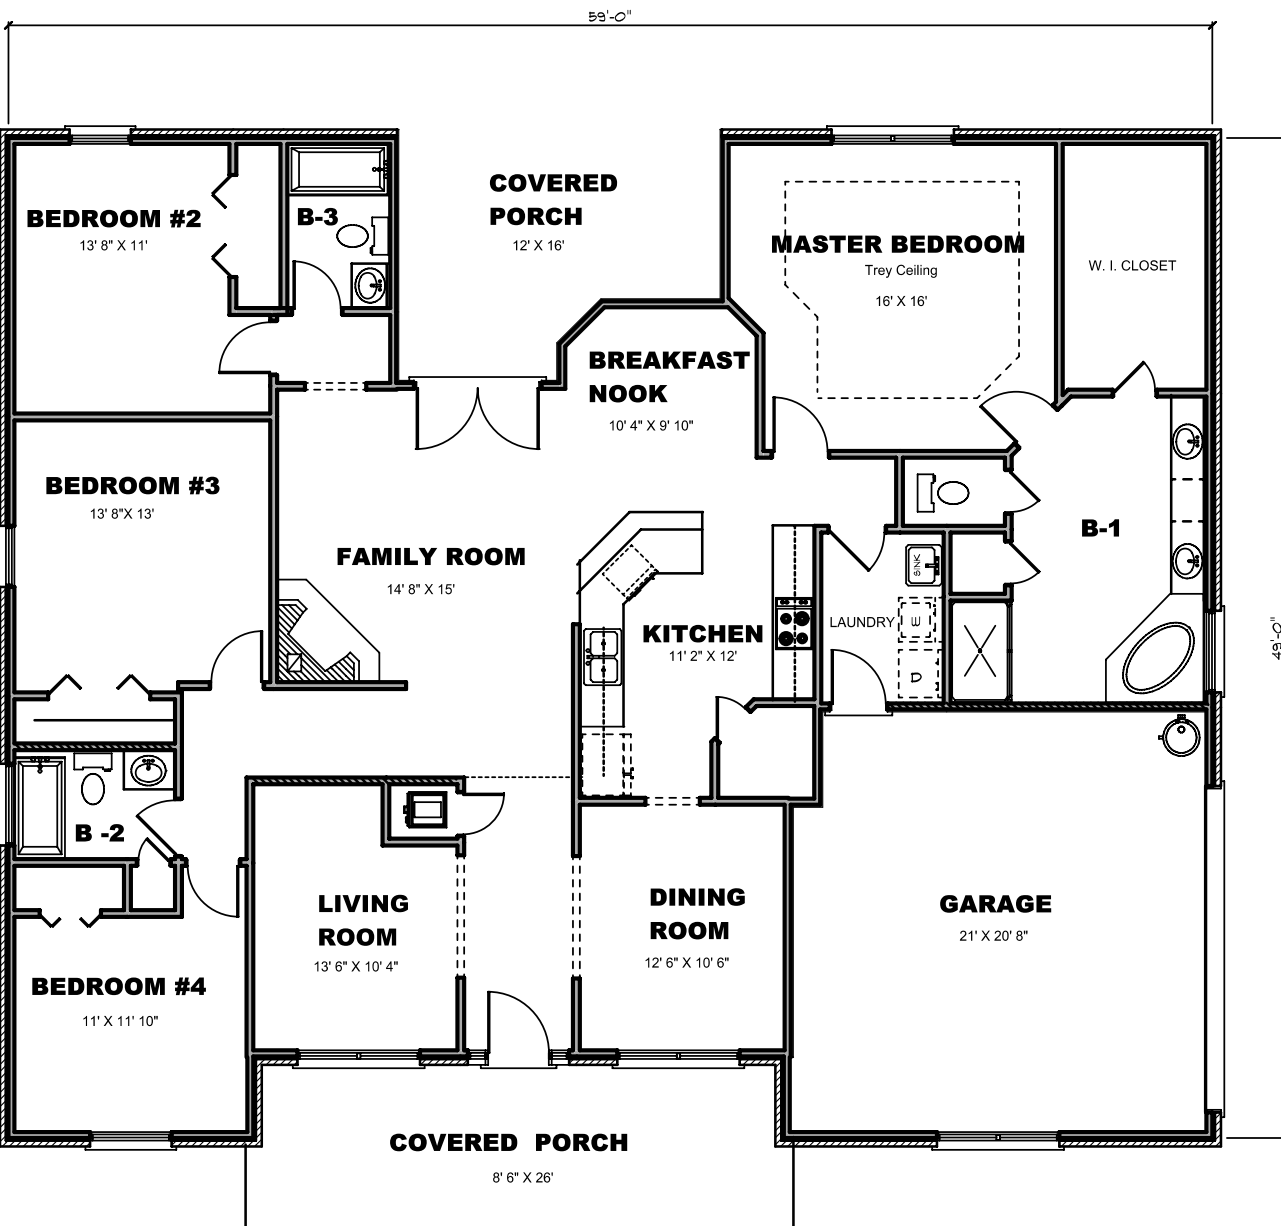 59'-0"
COVERED
PORCH
12' X 16'
BEDROOM #2
13' 8" X 11'
B-3
MASTER BEDROOM
Trey Ceiling
16' X 16'
W. I. CLOSET
BREAKFAST
NOOK
10' 4" X 9' 10"
BEDROOM #3
13' 8"X 13'
FAMILY ROOM
14' 8" X 15'
B-1
SINK
KITCHEN
11' 2" X 12'
LAUNDRY
W
D
49'-0"
B -2
LIVING
ROOM
13' 6" X 10' 4"
DINING
ROOM
12' 6" X 10' 6"
GARAGE
21' X 20' 8"
BEDROOM #4
11' X 11' 10"
COVERED PORCH
8' 6" X 26'